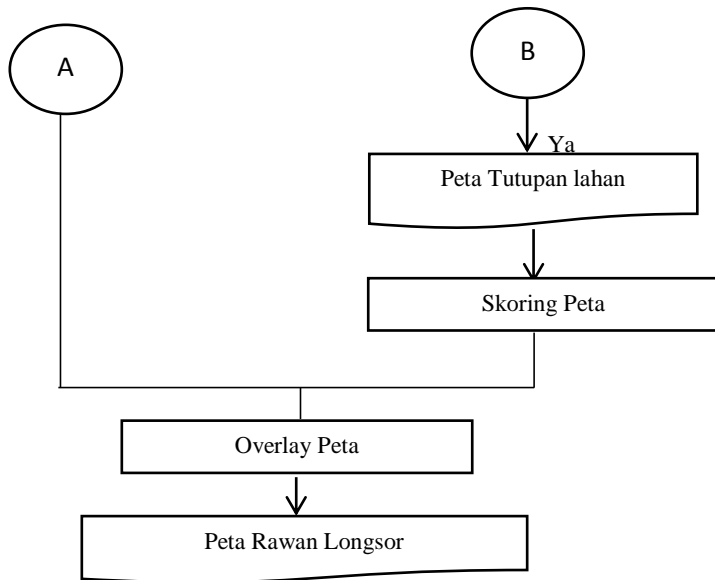 A
B
Ya
Peta Tutupan lahan
Skoring Peta
Overlay Peta
Peta Rawan Longsor